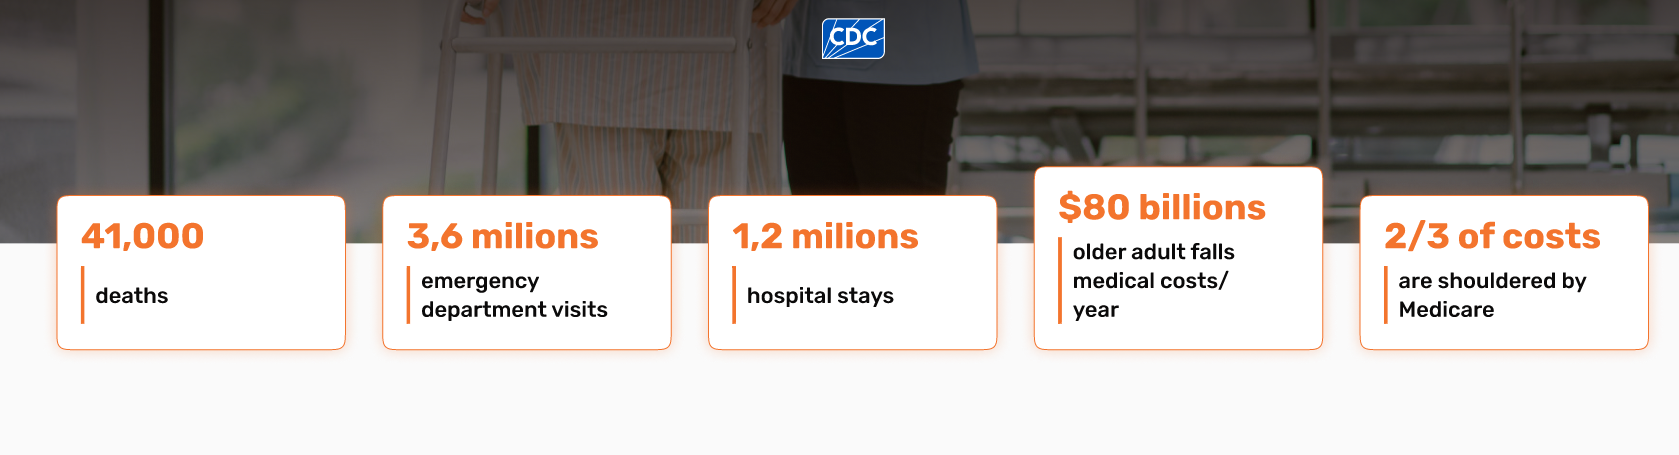 CDC
41,000
deaths
3,6 milions
emergency
department visits
1,2 milions
hospital stays
$80 billions
older adult falls
medical costs/
year
2/3 of costs
are shouldered by
Medicare